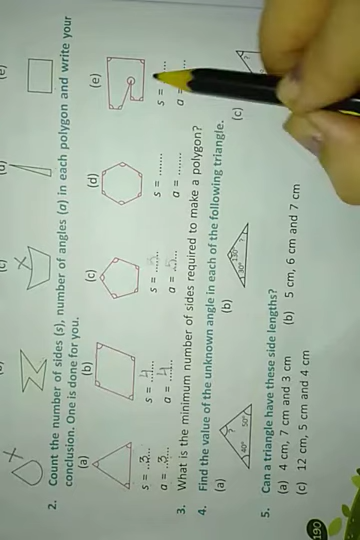 (c)
(e)
2. Count the number of sides (s), number of angles (a) in each polygon and write your
conclusion. One is done for you.
(a) (b) (c) (d) (e)
s = ...3... s = ...4... s = ...5... s = ........ s = ...
a = ...3... a = ...4... a = ...5... a = ........ a = ...
3. What is the minimum number of sides required to make a polygon?
4. Find the value of the unknown angle in each of the following triangle.
(a) (b) (c)
? 40° 50° 30° 130° ? ?
5. Can a triangle have these side lengths?
(a) 4 cm, 7 cm and 3 cm (b) 5 cm, 6 cm and 7 cm
(c) 12 cm, 5 cm and 4 cm
190